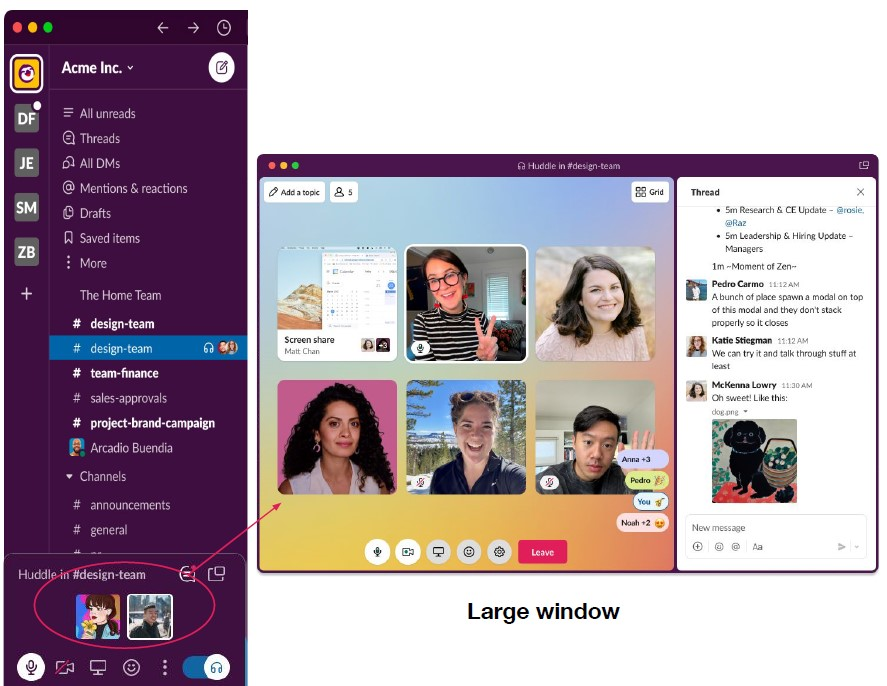 Acme Inc.
DF
JE
SM
ZB
All unreads
Threads
All DMs
Mentions & reactions
Drafts
Saved items
More
The Home Team
# design-team
# design-team
# team-finance
# sales-approvals
# project-brand-campaign
Arcadio Buendia
Channels
# announcements
# general
Huddle in #design-team
Huddle in #design-team
Add a topic
5
Grid
Calendar
Screen share
Matt Chan
+3
Anna +3
Pedro 🎉
You 🎺
Noah +2 😍
Leave
Thread
• 5m Research & CE Update – @rosie,
@Raz
• 5m Leadership & Hiring Update –
Managers
1m ~Moment of Zen~
Pedro Carmo 11:12 AM
A bunch of place spawn a modal on top
of this modal and they don't stack
properly so it closes
Katie Stiegman 11:12 AM
We can try it and talk through stuff at
least
McKenna Lowry 11:30 AM
Oh sweet! Like this:
dog.png
New message
@ Aa
Large window